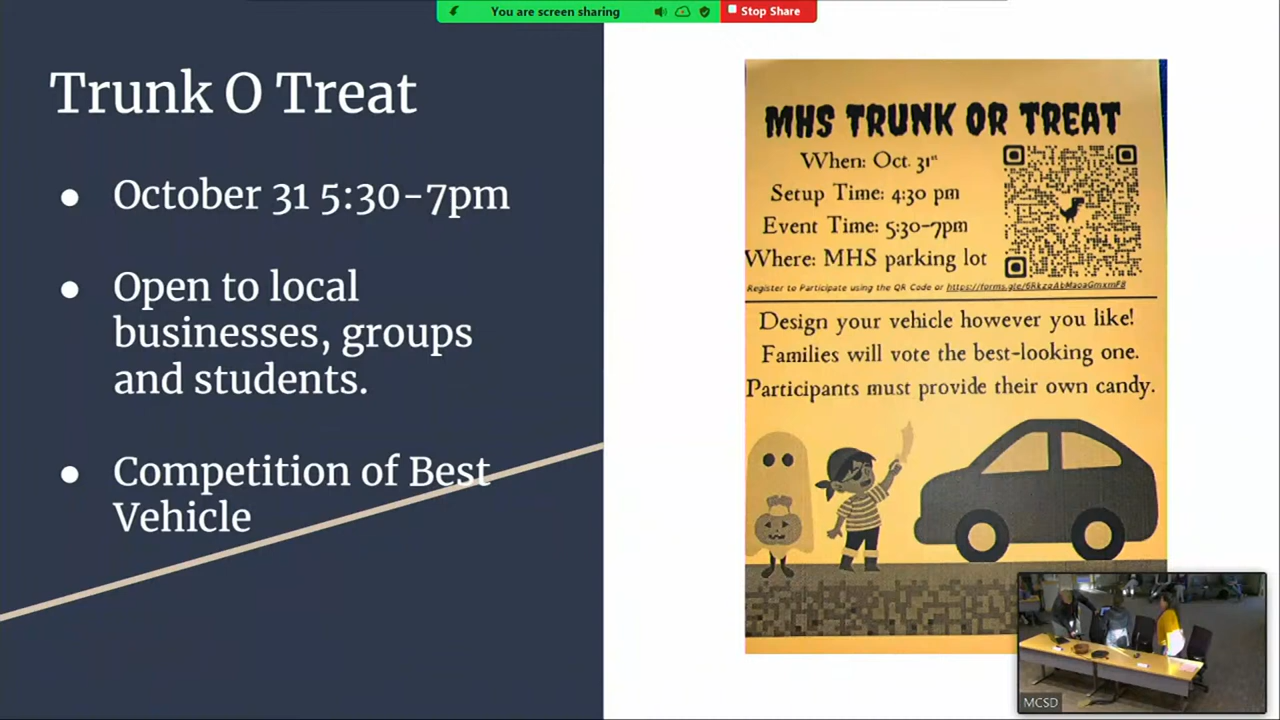 You are screen sharing
Stop Share
Trunk O Treat
● October 31 5:30-7pm
● Open to local
businesses, groups
and students.
● Competition of Best
Vehicle
MHS TRUNK OR TREAT
When: Oct. 31st
Setup Time: 4:30 pm
Event Time: 5:30-7pm
Where: MHS parking lot
Register to Participate using the QR Code or
Design your vehicle however you like!
Families will vote the best-looking one.
Participants must provide their own candy.
MCSD